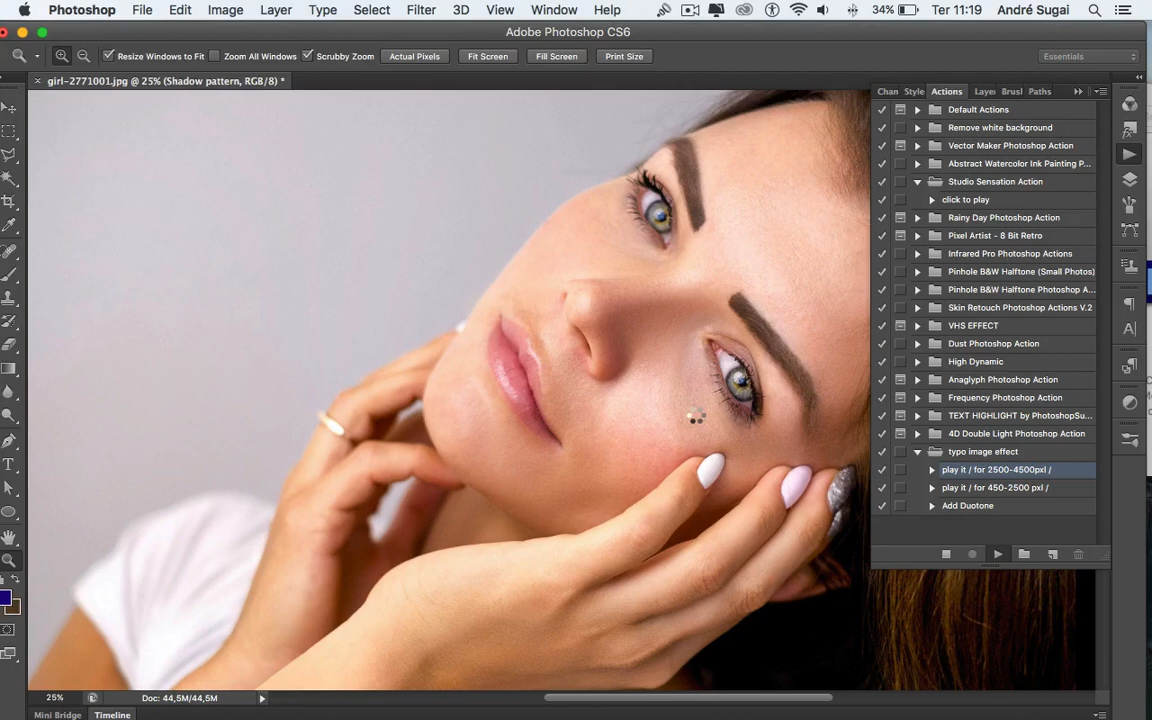 Photoshop File Edit Image Layer Type Select Filter 3D View Window Help 34% Ter 11:19 André Sugai
Adobe Photoshop CS6
Resize Windows to Fit Zoom All Windows Scrubby Zoom Actual Pixels Fit Screen Fill Screen Print Size Essentials
girl-2771001.jpg @ 25% (Shadow pattern, RGB/8) *
Chan Style Actions Laye Brusl Paths
Default Actions
Remove white background
Vector Maker Photoshop Action
Abstract Watercolor Ink Painting P...
Studio Sensation Action
click to play
Rainy Day Photoshop Action
Pixel Artist - 8 Bit Retro
Infrared Pro Photoshop Actions
Pinhole B&W Halftone (Small Photos)
Pinhole B&W Halftone Photoshop A...
Skin Retouch Photoshop Actions V.2
VHS EFFECT
Dust Photoshop Action
High Dynamic
Anaglyph Photoshop Action
Frequency Photoshop Action
TEXT HIGHLIGHT by PhotoshopSu...
4D Double Light Photoshop Action
typo image effect
play it / for 2500-4500pxl /
play it / for 450-2500 pxl /
Add Duotone
25% Doc: 44,5M/44,5M
Mini Bridge Timeline